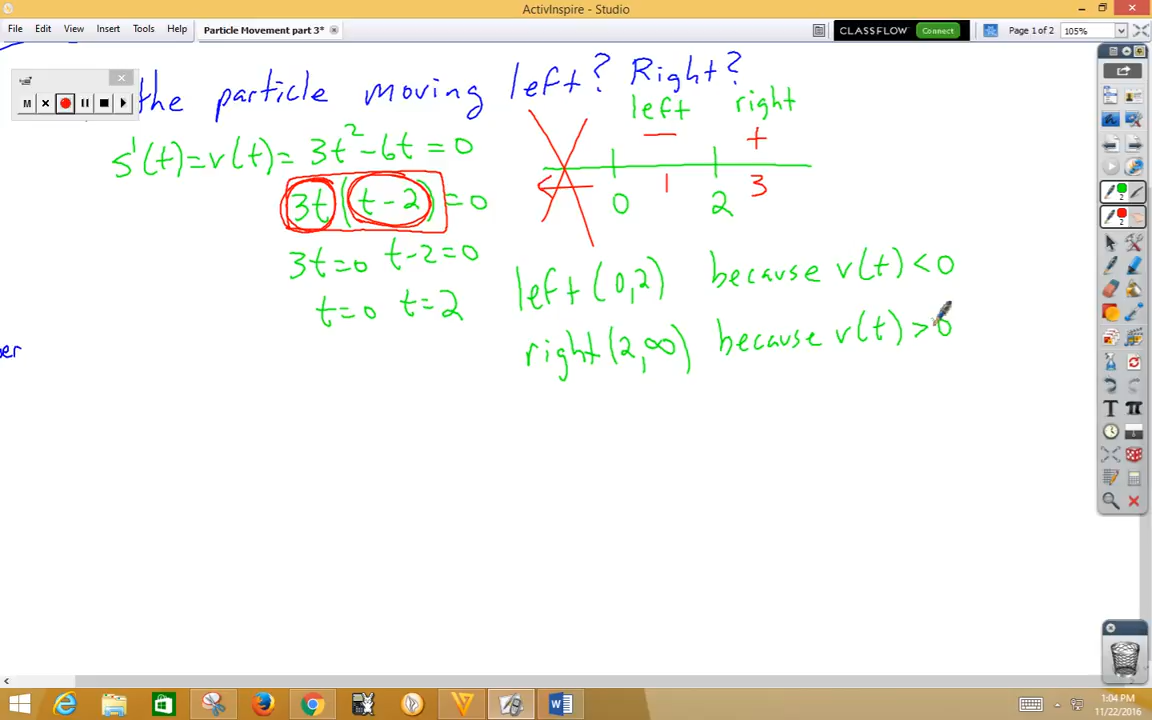 ActivInspire - Studio
File Edit View Insert Tools Help Particle Movement part 3* CLASSFLOW Connect Page 1 of 2 105%
M
the particle moving left? Right?
left right
− +
s'(t)=v(t)= 3t²-6t=0
3t(t-2)=0
0 1 2 3
3t=0 t-2=0
t=0 t=2
left (0,2) because v(t)<0
right (2,∞) because v(t)>0
er
1:04 PM
11/22/2016